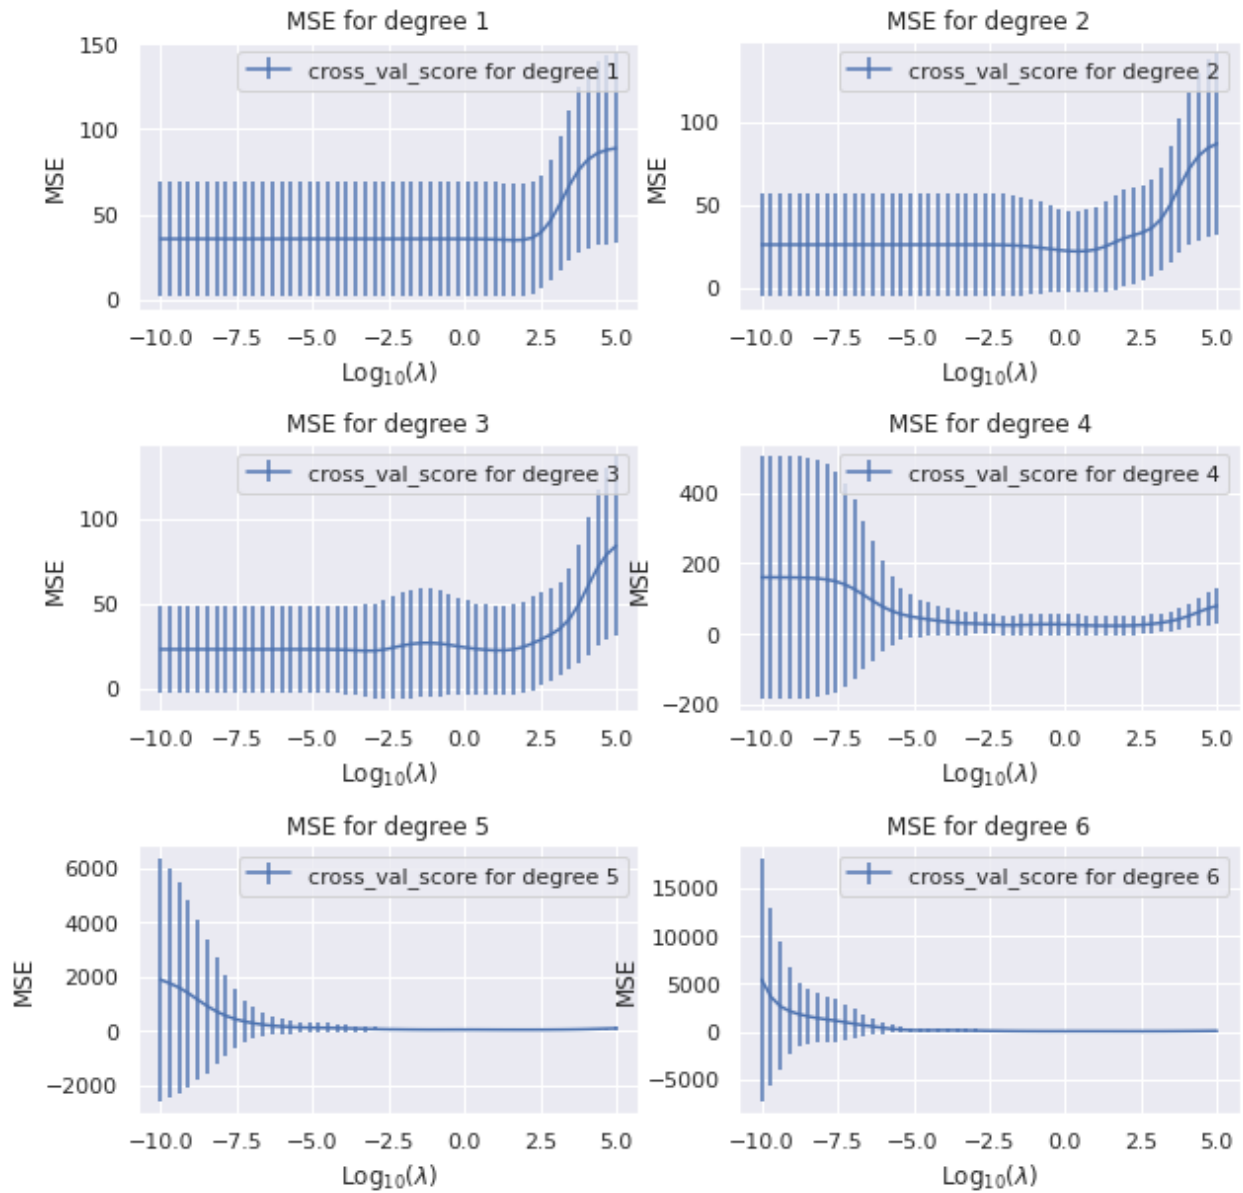 MSE for degree 1
cross_val_score for degree 1
150
100
50
0
MSE
−10.0 −7.5 −5.0 −2.5 0.0 2.5 5.0
Log10(λ)
MSE for degree 2
cross_val_score for degree 2
100
50
0
MSE
−10.0 −7.5 −5.0 −2.5 0.0 2.5 5.0
Log10(λ)
MSE for degree 3
cross_val_score for degree 3
100
50
0
MSE
−10.0 −7.5 −5.0 −2.5 0.0 2.5 5.0
Log10(λ)
MSE for degree 4
cross_val_score for degree 4
400
200
0
−200
MSE
−10.0 −7.5 −5.0 −2.5 0.0 2.5 5.0
Log10(λ)
MSE for degree 5
cross_val_score for degree 5
6000
4000
2000
0
−2000
MSE
−10.0 −7.5 −5.0 −2.5 0.0 2.5 5.0
Log10(λ)
MSE for degree 6
cross_val_score for degree 6
15000
10000
5000
0
−5000
MSE
−10.0 −7.5 −5.0 −2.5 0.0 2.5 5.0
Log10(λ)